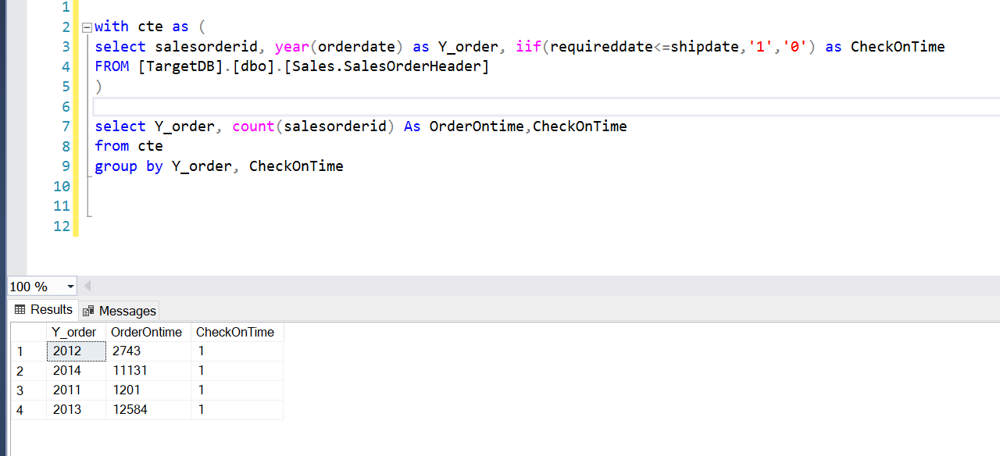 1
2 with cte as (
3 select salesorderid, year(orderdate) as Y_order, iif(requireddate<=shipdate,'1','0') as CheckOnTime
4 FROM [TargetDB].[dbo].[Sales.SalesOrderHeader]
5 )
6
7 select Y_order, count(salesorderid) As OrderOntime,CheckOnTime
8 from cte
9 group by Y_order, CheckOnTime
10
11
12
100 %
Results Messages
Y_order OrderOntime CheckOnTime
1 2012 2743 1
2 2014 11131 1
3 2011 1201 1
4 2013 12584 1